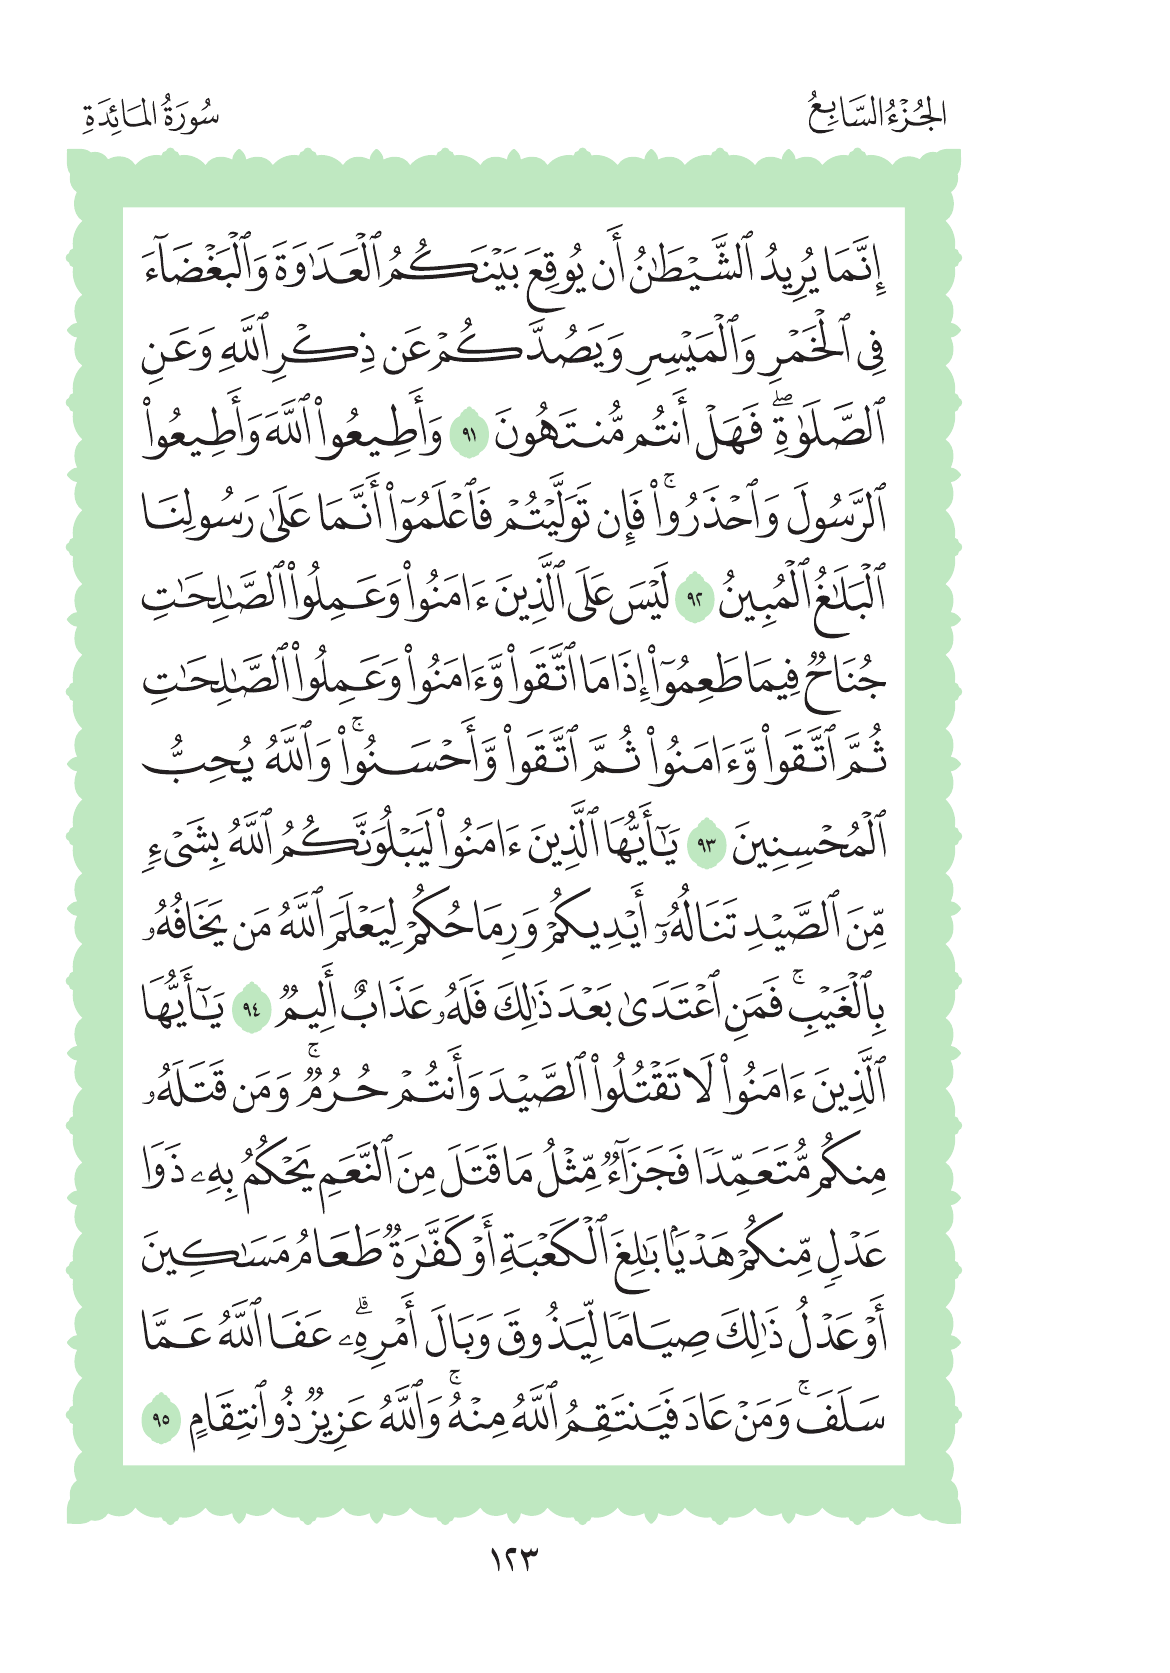 الجُزْءُ السَّابِعُ
سُورَةُ المَائِدَةِ
إِنَّمَا يُرِيدُ ٱلشَّيْطَٰنُ أَن يُوقِعَ بَيْنَكُمُ ٱلْعَدَٰوَةَ وَٱلْبَغْضَآءَ
فِى ٱلْخَمْرِ وَٱلْمَيْسِرِ وَيَصُدَّكُمْ عَن ذِكْرِ ٱللَّهِ وَعَنِ
ٱلصَّلَوٰةِۖ فَهَلْ أَنتُم مُّنتَهُونَ ٩١ وَأَطِيعُوا۟ ٱللَّهَ وَأَطِيعُوا۟
ٱلرَّسُولَ وَٱحْذَرُوا۟ۚ فَإِن تَوَلَّيْتُمْ فَٱعْلَمُوٓا۟ أَنَّمَا عَلَىٰ رَسُولِنَا
ٱلْبَلَٰغُ ٱلْمُبِينُ ٩٢ لَيْسَ عَلَى ٱلَّذِينَ ءَامَنُوا۟ وَعَمِلُوا۟ ٱلصَّٰلِحَٰتِ
جُنَاحٌ فِيمَا طَعِمُوٓا۟ إِذَا مَا ٱتَّقَوا۟ وَّءَامَنُوا۟ وَعَمِلُوا۟ ٱلصَّٰلِحَٰتِ
ثُمَّ ٱتَّقَوا۟ وَّءَامَنُوا۟ ثُمَّ ٱتَّقَوا۟ وَّأَحْسَنُوا۟ۚ وَٱللَّهُ يُحِبُّ
ٱلْمُحْسِنِينَ ٩٣ يَٰٓأَيُّهَا ٱلَّذِينَ ءَامَنُوا۟ لَيَبْلُوَنَّكُمُ ٱللَّهُ بِشَىْءٍ
مِّنَ ٱلصَّيْدِ تَنَالُهُۥٓ أَيْدِيكُمْ وَرِمَاحُكُمْ لِيَعْلَمَ ٱللَّهُ مَن يَخَافُهُۥ
بِٱلْغَيْبِۚ فَمَنِ ٱعْتَدَىٰ بَعْدَ ذَٰلِكَ فَلَهُۥ عَذَابٌ أَلِيمٌ ٩٤ يَٰٓأَيُّهَا
ٱلَّذِينَ ءَامَنُوا۟ لَا تَقْتُلُوا۟ ٱلصَّيْدَ وَأَنتُمْ حُرُمٌۚ وَمَن قَتَلَهُۥ
مِنكُم مُّتَعَمِّدًا فَجَزَآءٌ مِّثْلُ مَا قَتَلَ مِنَ ٱلنَّعَمِ يَحْكُمُ بِهِۦ ذَوَا
عَدْلٍ مِّنكُمْ هَدْيًۢا بَٰلِغَ ٱلْكَعْبَةِ أَوْ كَفَّٰرَةٌ طَعَامُ مَسَٰكِينَ
أَوْ عَدْلُ ذَٰلِكَ صِيَامًا لِّيَذُوقَ وَبَالَ أَمْرِهِۦۗ عَفَا ٱللَّهُ عَمَّا
سَلَفَۚ وَمَنْ عَادَ فَيَنتَقِمُ ٱللَّهُ مِنْهُۚ وَٱللَّهُ عَزِيزٌ ذُو ٱنتِقَامٍ ٩٥
١٢٣